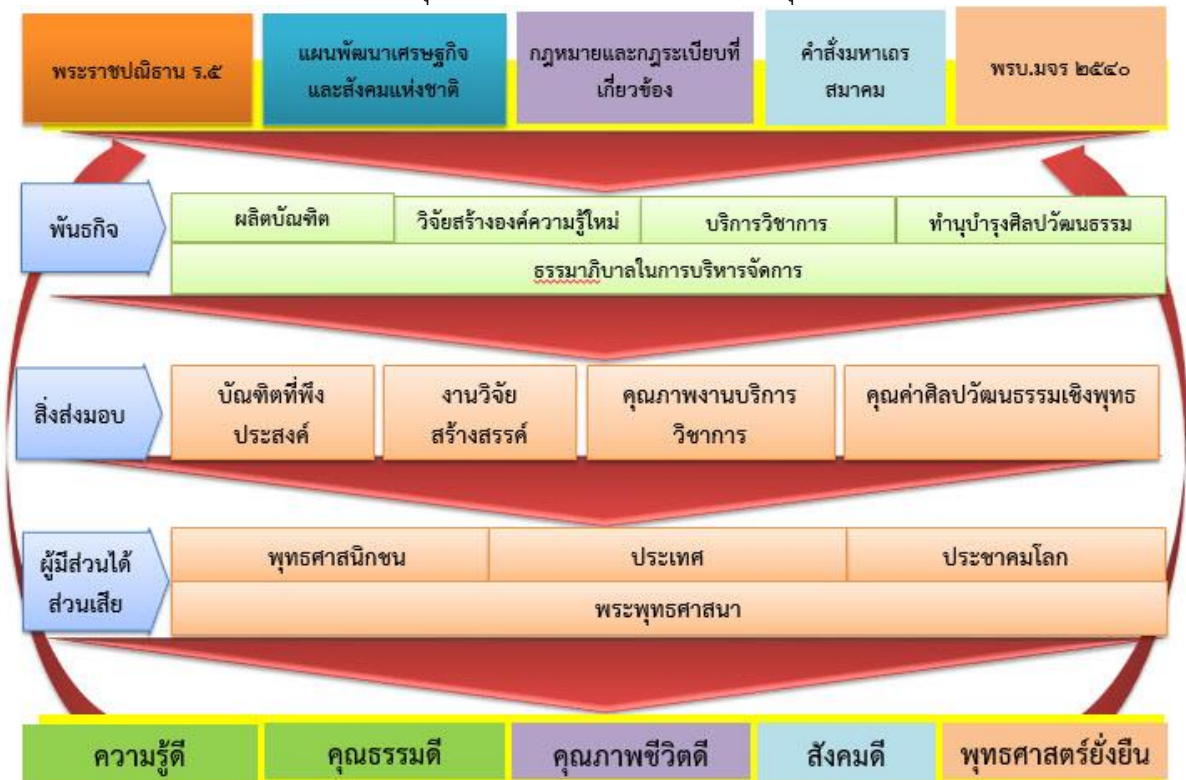 พระราชปณิธาน ร.๕
แผนพัฒนาเศรษฐกิจ
และสังคมแห่งชาติ
กฎหมายและกฎระเบียบที่
เกี่ยวข้อง
คำสั่งมหาเถร
สมาคม
พรบ.มจร ๒๕๔๐
พันธกิจ
ผลิตบัณฑิต
วิจัยสร้างองค์ความรู้ใหม่
บริการวิชาการ
ทำนุบำรุงศิลปวัฒนธรรม
ธรรมาภิบาลในการบริหารจัดการ
สิ่งส่งมอบ
บัณฑิตที่พึง
ประสงค์
งานวิจัย
สร้างสรรค์
คุณภาพงานบริการ
วิชาการ
คุณค่าศิลปวัฒนธรรมเชิงพุทธ
ผู้มีส่วนได้
ส่วนเสีย
พุทธศาสนิกชน
ประเทศ
ประชาคมโลก
พระพุทธศาสนา
ความรู้ดี
คุณธรรมดี
คุณภาพชีวิตดี
สังคมดี
พุทธศาสตร์ยั่งยืน